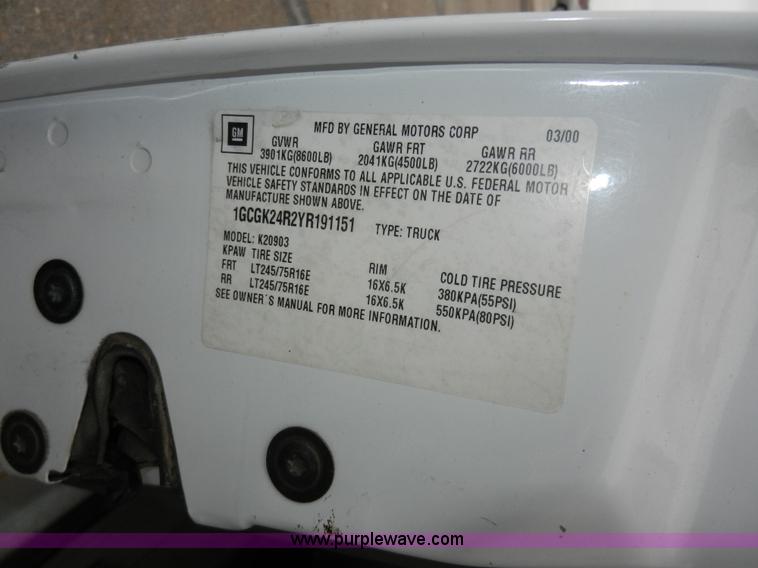 GM
MFD BY GENERAL MOTORS CORP 03/00
GVWR GAWR FRT GAWR RR
3901KG(8600LB) 2041KG(4500LB) 2722KG(6000LB)
THIS VEHICLE CONFORMS TO ALL APPLICABLE U.S. FEDERAL MOTOR
VEHICLE SAFETY STANDARDS IN EFFECT ON THE DATE OF
MANUFACTURE SHOWN ABOVE.
1GCGK24R2YR191151 TYPE: TRUCK
MODEL: K20903
KPAW TIRE SIZE RIM COLD TIRE PRESSURE
FRT LT245/75R16E 16X6.5K 380KPA(55PSI)
RR LT245/75R16E 16X6.5K 550KPA(80PSI)
SEE OWNER'S MANUAL FOR MORE INFORMATION.
www.purplewave.com